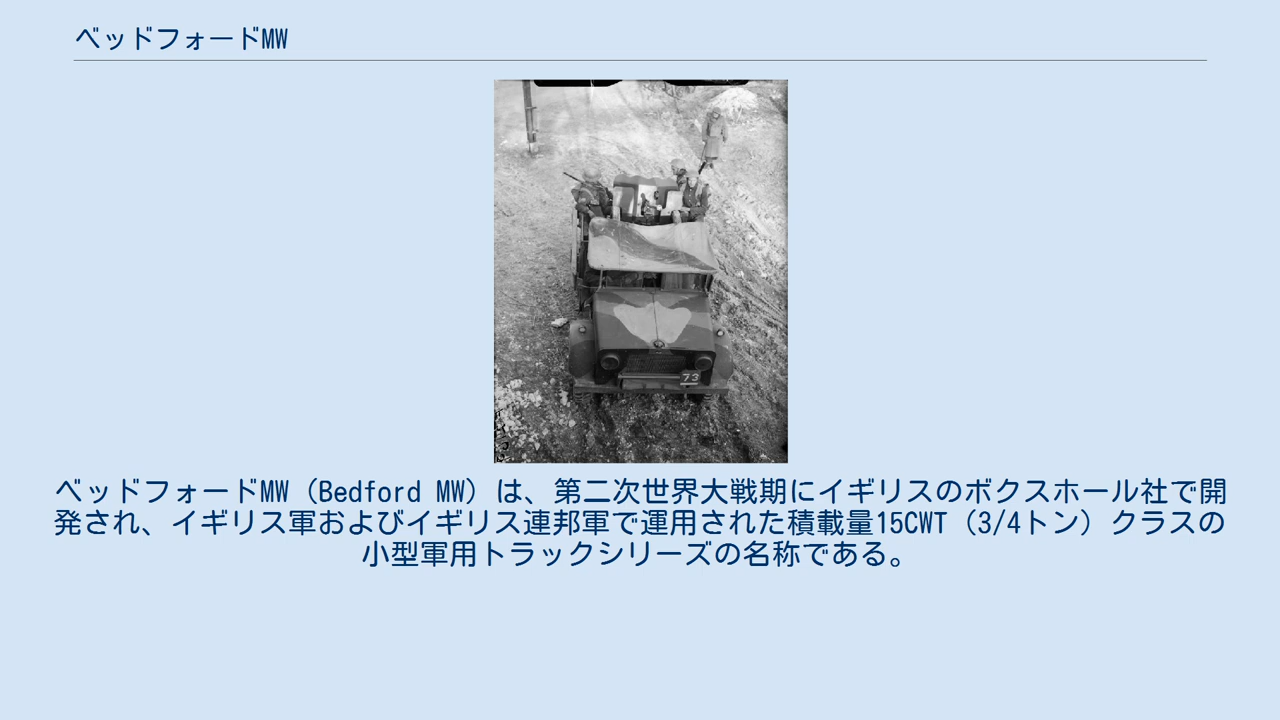 ベッドフォードMW
73
ベッドフォードMW（Bedford MW）は、第二次世界大戦期にイギリスのボクスホール社で開
発され、イギリス軍およびイギリス連邦軍で運用された積載量15CWT（3/4トン）クラスの
小型軍用トラックシリーズの名称である。